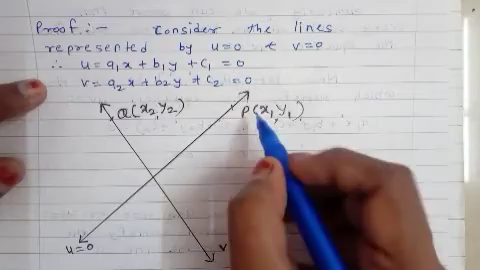 Proof :- Consider the lines
represented by u=0 & v=0
∴ u = a₁x + b₁y + c₁ = 0
v = a₂x + b₂y + c₂ = 0
Q(x₂,y₂)
P(x₁,y₁)
u=0
v